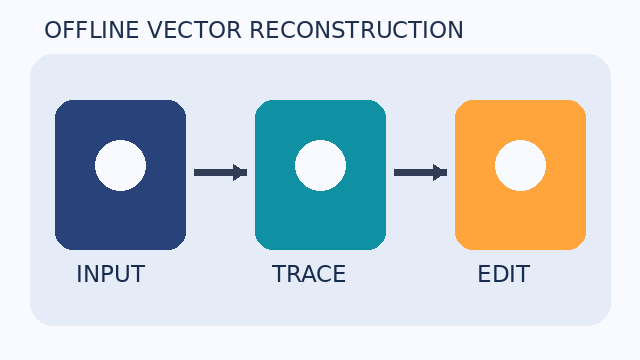 OFFLINE VECTOR RECONSTRUCTION
INPUT
TRACE
EDIT